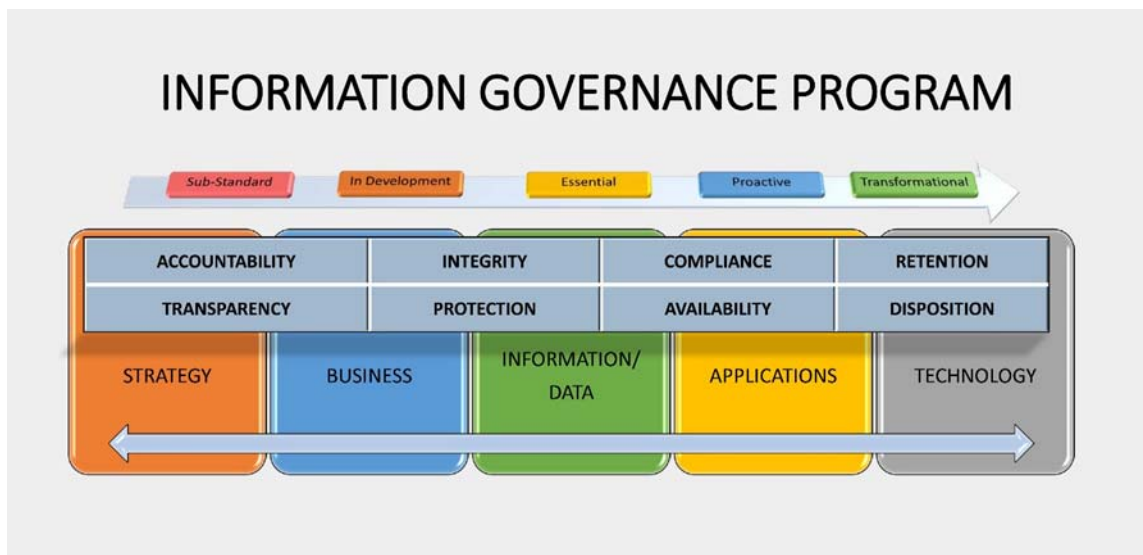 INFORMATION GOVERNANCE PROGRAM
Sub-Standard In Development Essential Proactive Transformational
ACCOUNTABILITY INTEGRITY COMPLIANCE RETENTION
TRANSPARENCY PROTECTION AVAILABILITY DISPOSITION
STRATEGY BUSINESS INFORMATION/ APPLICATIONS TECHNOLOGY
DATA